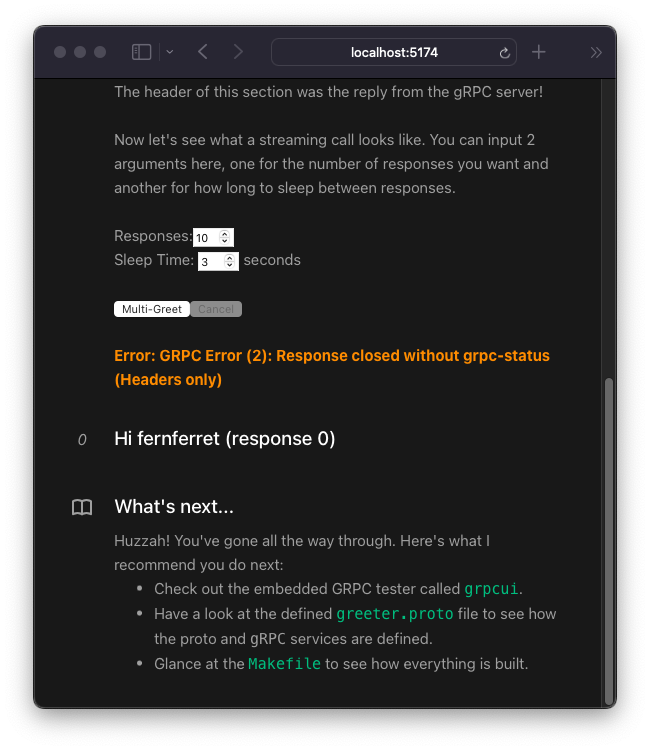 localhost:5174
The header of this section was the reply from the gRPC server!
Now let's see what a streaming call looks like. You can input 2
arguments here, one for the number of responses you want and
another for how long to sleep between responses.
Responses: 10
Sleep Time: 3 seconds
Multi-Greet Cancel
Error: GRPC Error (2): Response closed without grpc-status
(Headers only)
0 Hi fernferret (response 0)
What's next...
Huzzah! You've gone all the way through. Here's what I
recommend you do next:
• Check out the embedded GRPC tester called grpcui.
• Have a look at the defined greeter.proto file to see how
the proto and gRPC services are defined.
• Glance at the Makefile to see how everything is built.